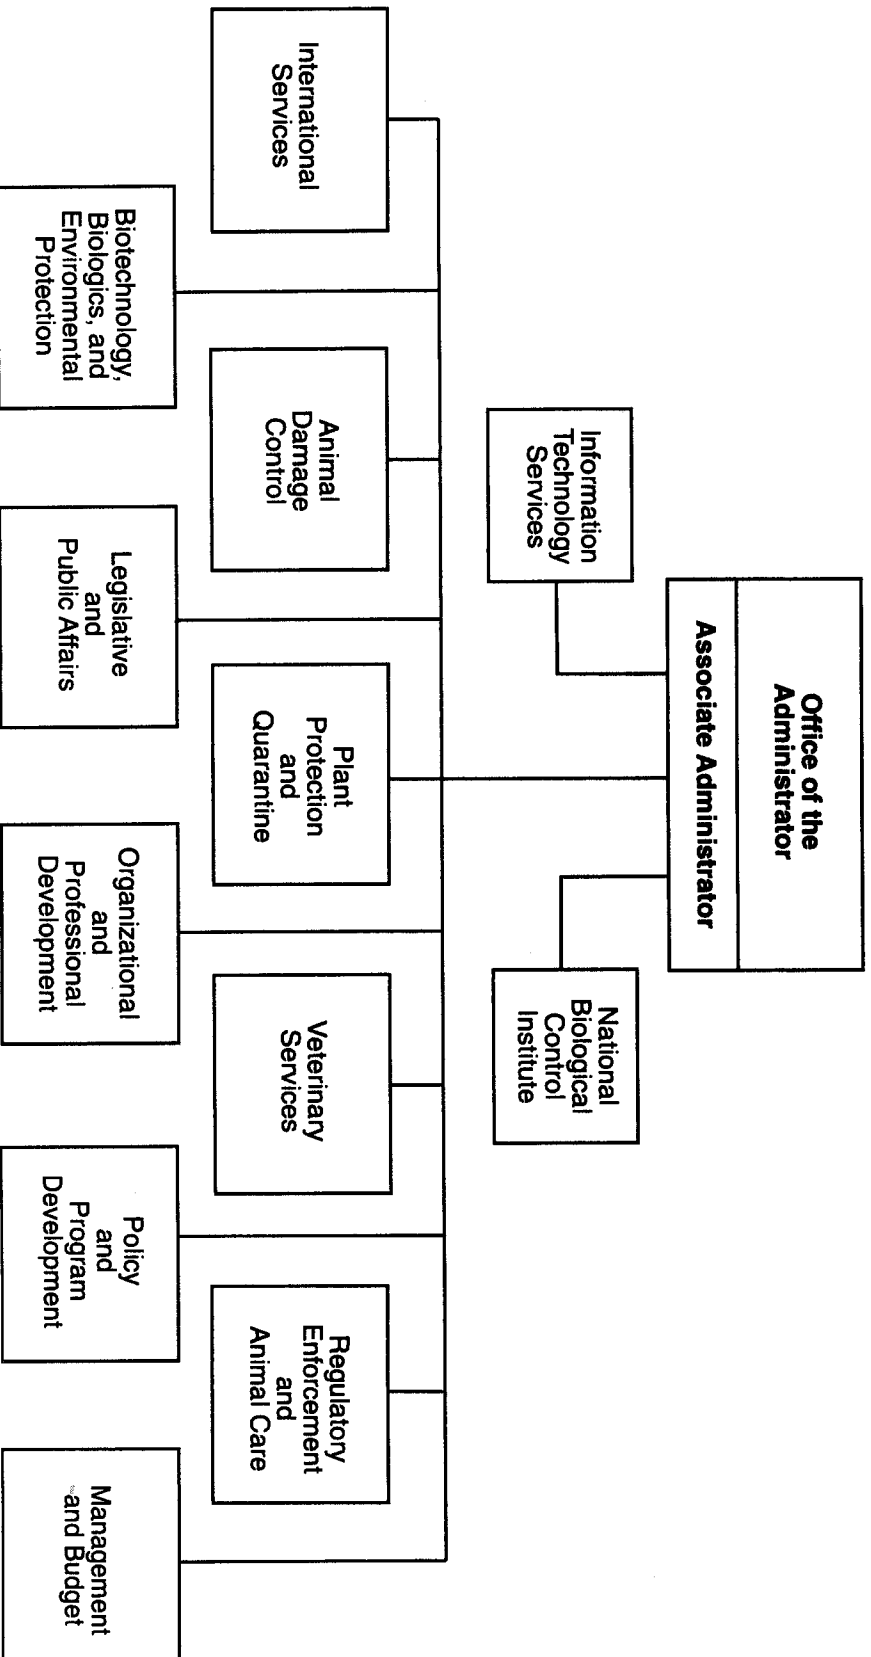 Office of the
Administrator
Associate Administrator
Information
Technology
Services
National
Biological
Control
Institute
International
Services
Animal
Damage
Control
Plant
Protection
and
Quarantine
Veterinary
Services
Regulatory
Enforcement
and
Animal Care
Biotechnology,
Biologics, and
Environmental
Protection
Legislative
and
Public Affairs
Organizational
and
Professional
Development
Policy
and
Program
Development
Management
and Budget